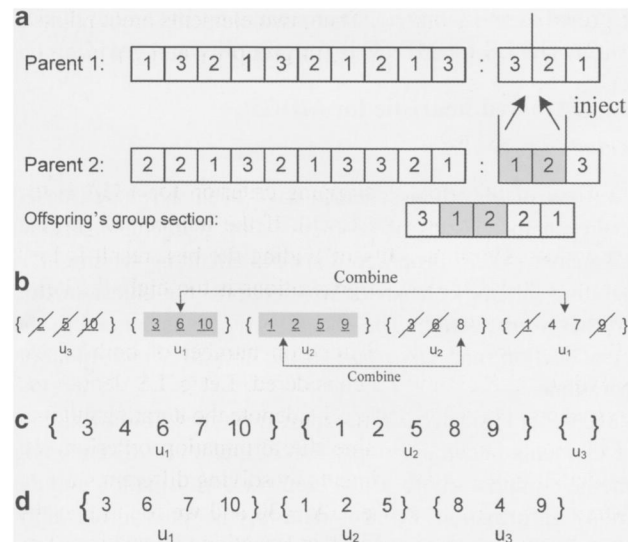 a
Parent 1: 1 3 2 1 3 2 1 2 1 3 : 3 2 1
inject
Parent 2: 2 2 1 3 2 1 3 3 2 1 : 1 2 3
Offspring's group section: 3 1 2 2 1
Combine
b
{ 2 5 10 } { 3 6 10 } { 1 2 5 9 } { 3 6 8 } { 1 4 7 9 }
u3 u1 u2 u2 u1
Combine
c { 3 4 6 7 10 } { 1 2 5 8 9 } { }
u1 u2 u3
d { 3 6 7 10 } { 1 2 5 } { 8 4 9 }
u1 u2 u3